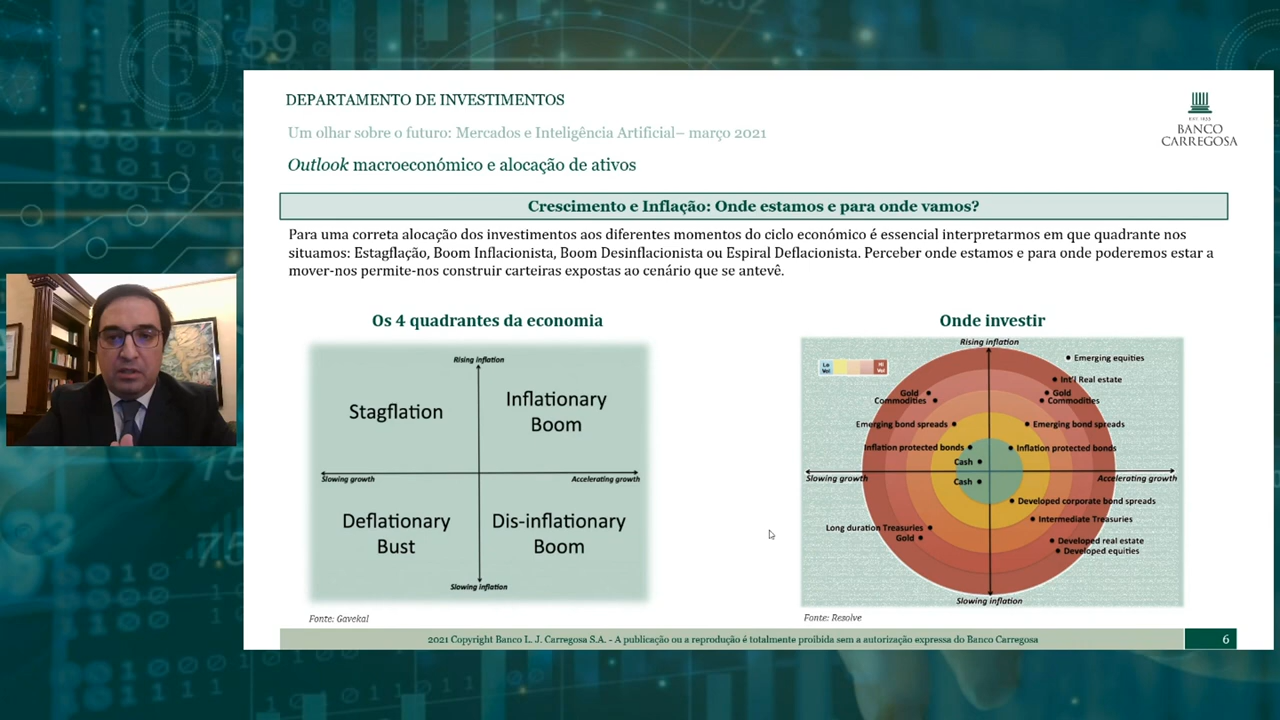 DEPARTAMENTO DE INVESTIMENTOS
Um olhar sobre o futuro: Mercados e Inteligência Artificial– março 2021
Outlook macroeconómico e alocação de ativos
BANCO
CARREGOSA
Crescimento e Inflação: Onde estamos e para onde vamos?
Para uma correta alocação dos investimentos aos diferentes momentos do ciclo económico é essencial interpretarmos em que quadrante nos
situamos: Estagflação, Boom Inflacionista, Boom Desinflacionista ou Espiral Deflacionista. Perceber onde estamos e para onde poderemos estar a
mover-nos permite-nos construir carteiras expostas ao cenário que se antevê.
Os 4 quadrantes da economia
Rising inflation
Stagflation
Inflationary
Boom
Slowing growth
Accelerating growth
Deflationary
Bust
Dis-inflationary
Boom
Slowing inflation
Fonte: Gavekal
Onde investir
Rising inflation
Lo
Vol
Hi
Vol
Emerging equities
Int'l Real estate
Gold
Gold
Commodities
Commodities
Emerging bond spreads
Emerging bond spreads
Inflation protected bonds
Inflation protected bonds
Cash
Slowing growth
Accelerating growth
Cash
Developed corporate bond spreads
Intermediate Treasuries
Long duration Treasuries
Gold
Developed real estate
Developed equities
Slowing inflation
Fonte: Resolve
2021 Copyright Banco L. J. Carregosa S.A. - A publicação ou a reprodução é totalmente proibida sem a autorização expressa do Banco Carregosa
6